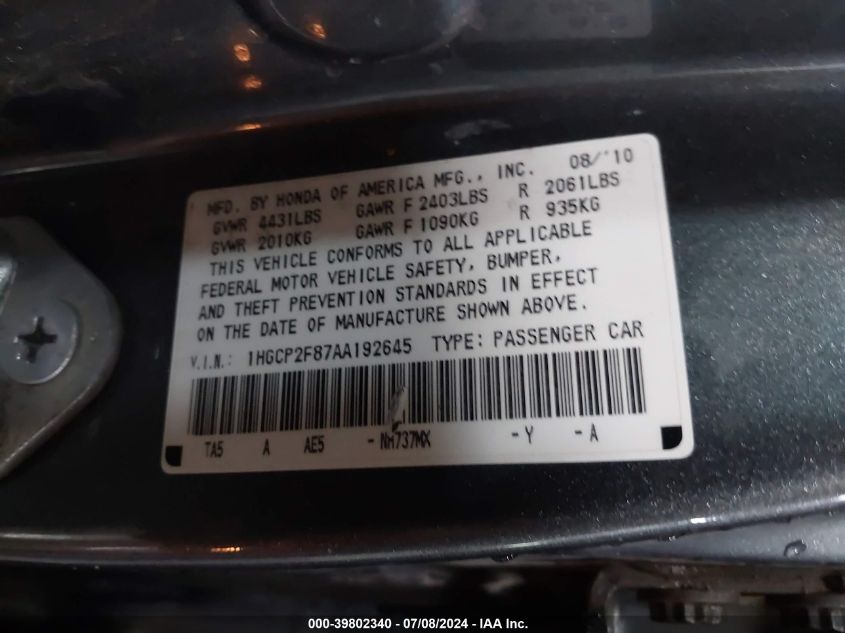 MFD. BY HONDA OF AMERICA MFG., INC. 08/'10
GVWR 4431LBS GAWR F 2403LBS R 2061LBS
GVWR 2010KG GAWR F 1090KG R 935KG
THIS VEHICLE CONFORMS TO ALL APPLICABLE
FEDERAL MOTOR VEHICLE SAFETY, BUMPER,
AND THEFT PREVENTION STANDARDS IN EFFECT
ON THE DATE OF MANUFACTURE SHOWN ABOVE.
V.I.N.: 1HGCP2F87AA192645 TYPE: PASSENGER CAR
TA5 A AE5 -NH737MX -Y -A
000-39802340 - 07/08/2024 - IAA Inc.